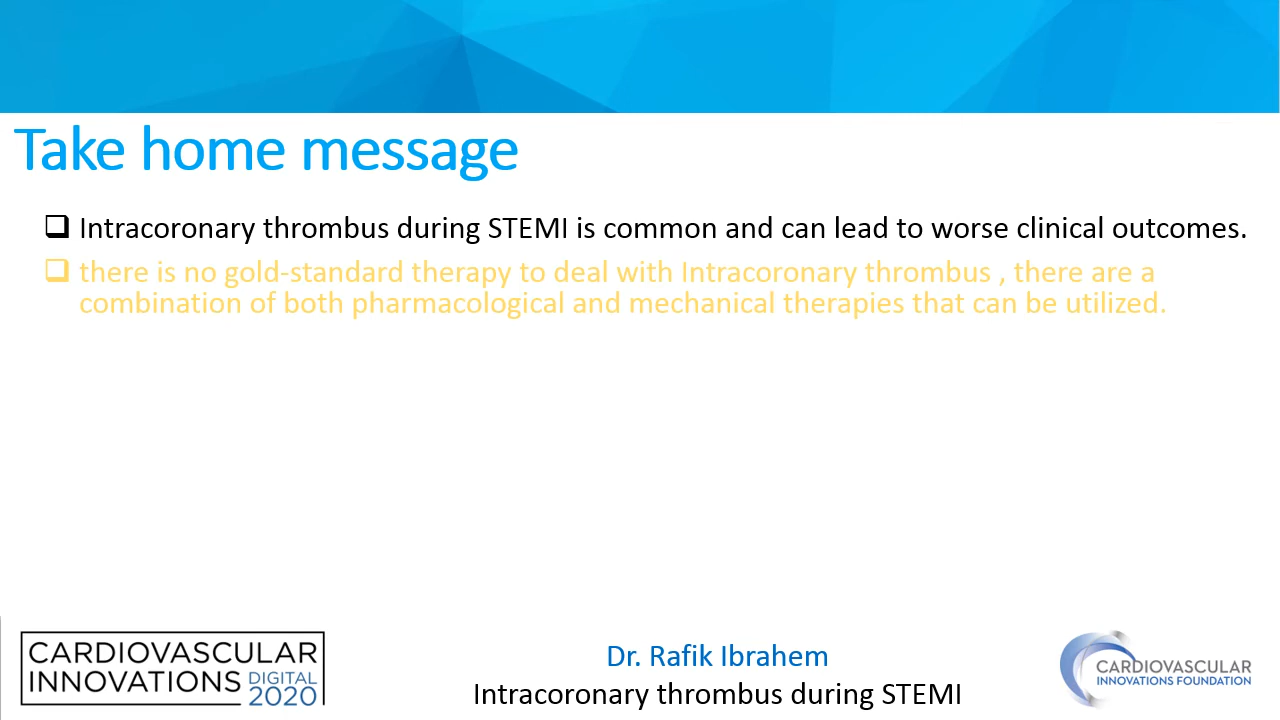 Take home message
❑ Intracoronary thrombus during STEMI is common and can lead to worse clinical outcomes.
❑ there is no gold-standard therapy to deal with Intracoronary thrombus , there are a
combination of both pharmacological and mechanical therapies that can be utilized.
CARDIOVASCULAR
INNOVATIONS DIGITAL
2020
Dr. Rafik Ibrahem
Intracoronary thrombus during STEMI
CARDIOVASCULAR
INNOVATIONS FOUNDATION